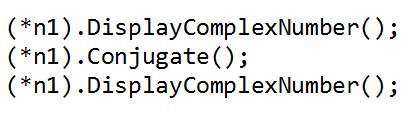 (*n1).DisplayComplexNumber();
(*n1).Conjugate();
(*n1).DisplayComplexNumber();